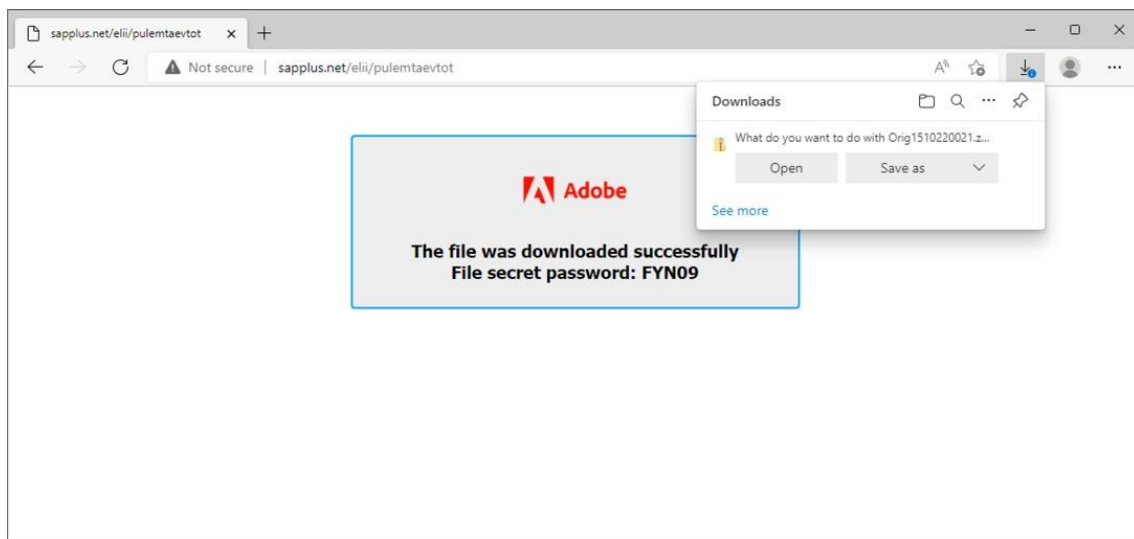 sapplus.net/elii/pulemtaevtot
Not secure | sapplus.net/elii/pulemtaevtot
Downloads
What do you want to do with Orig1510220021.z...
Open Save as
See more
Adobe
The file was downloaded successfully
File secret password: FYN09